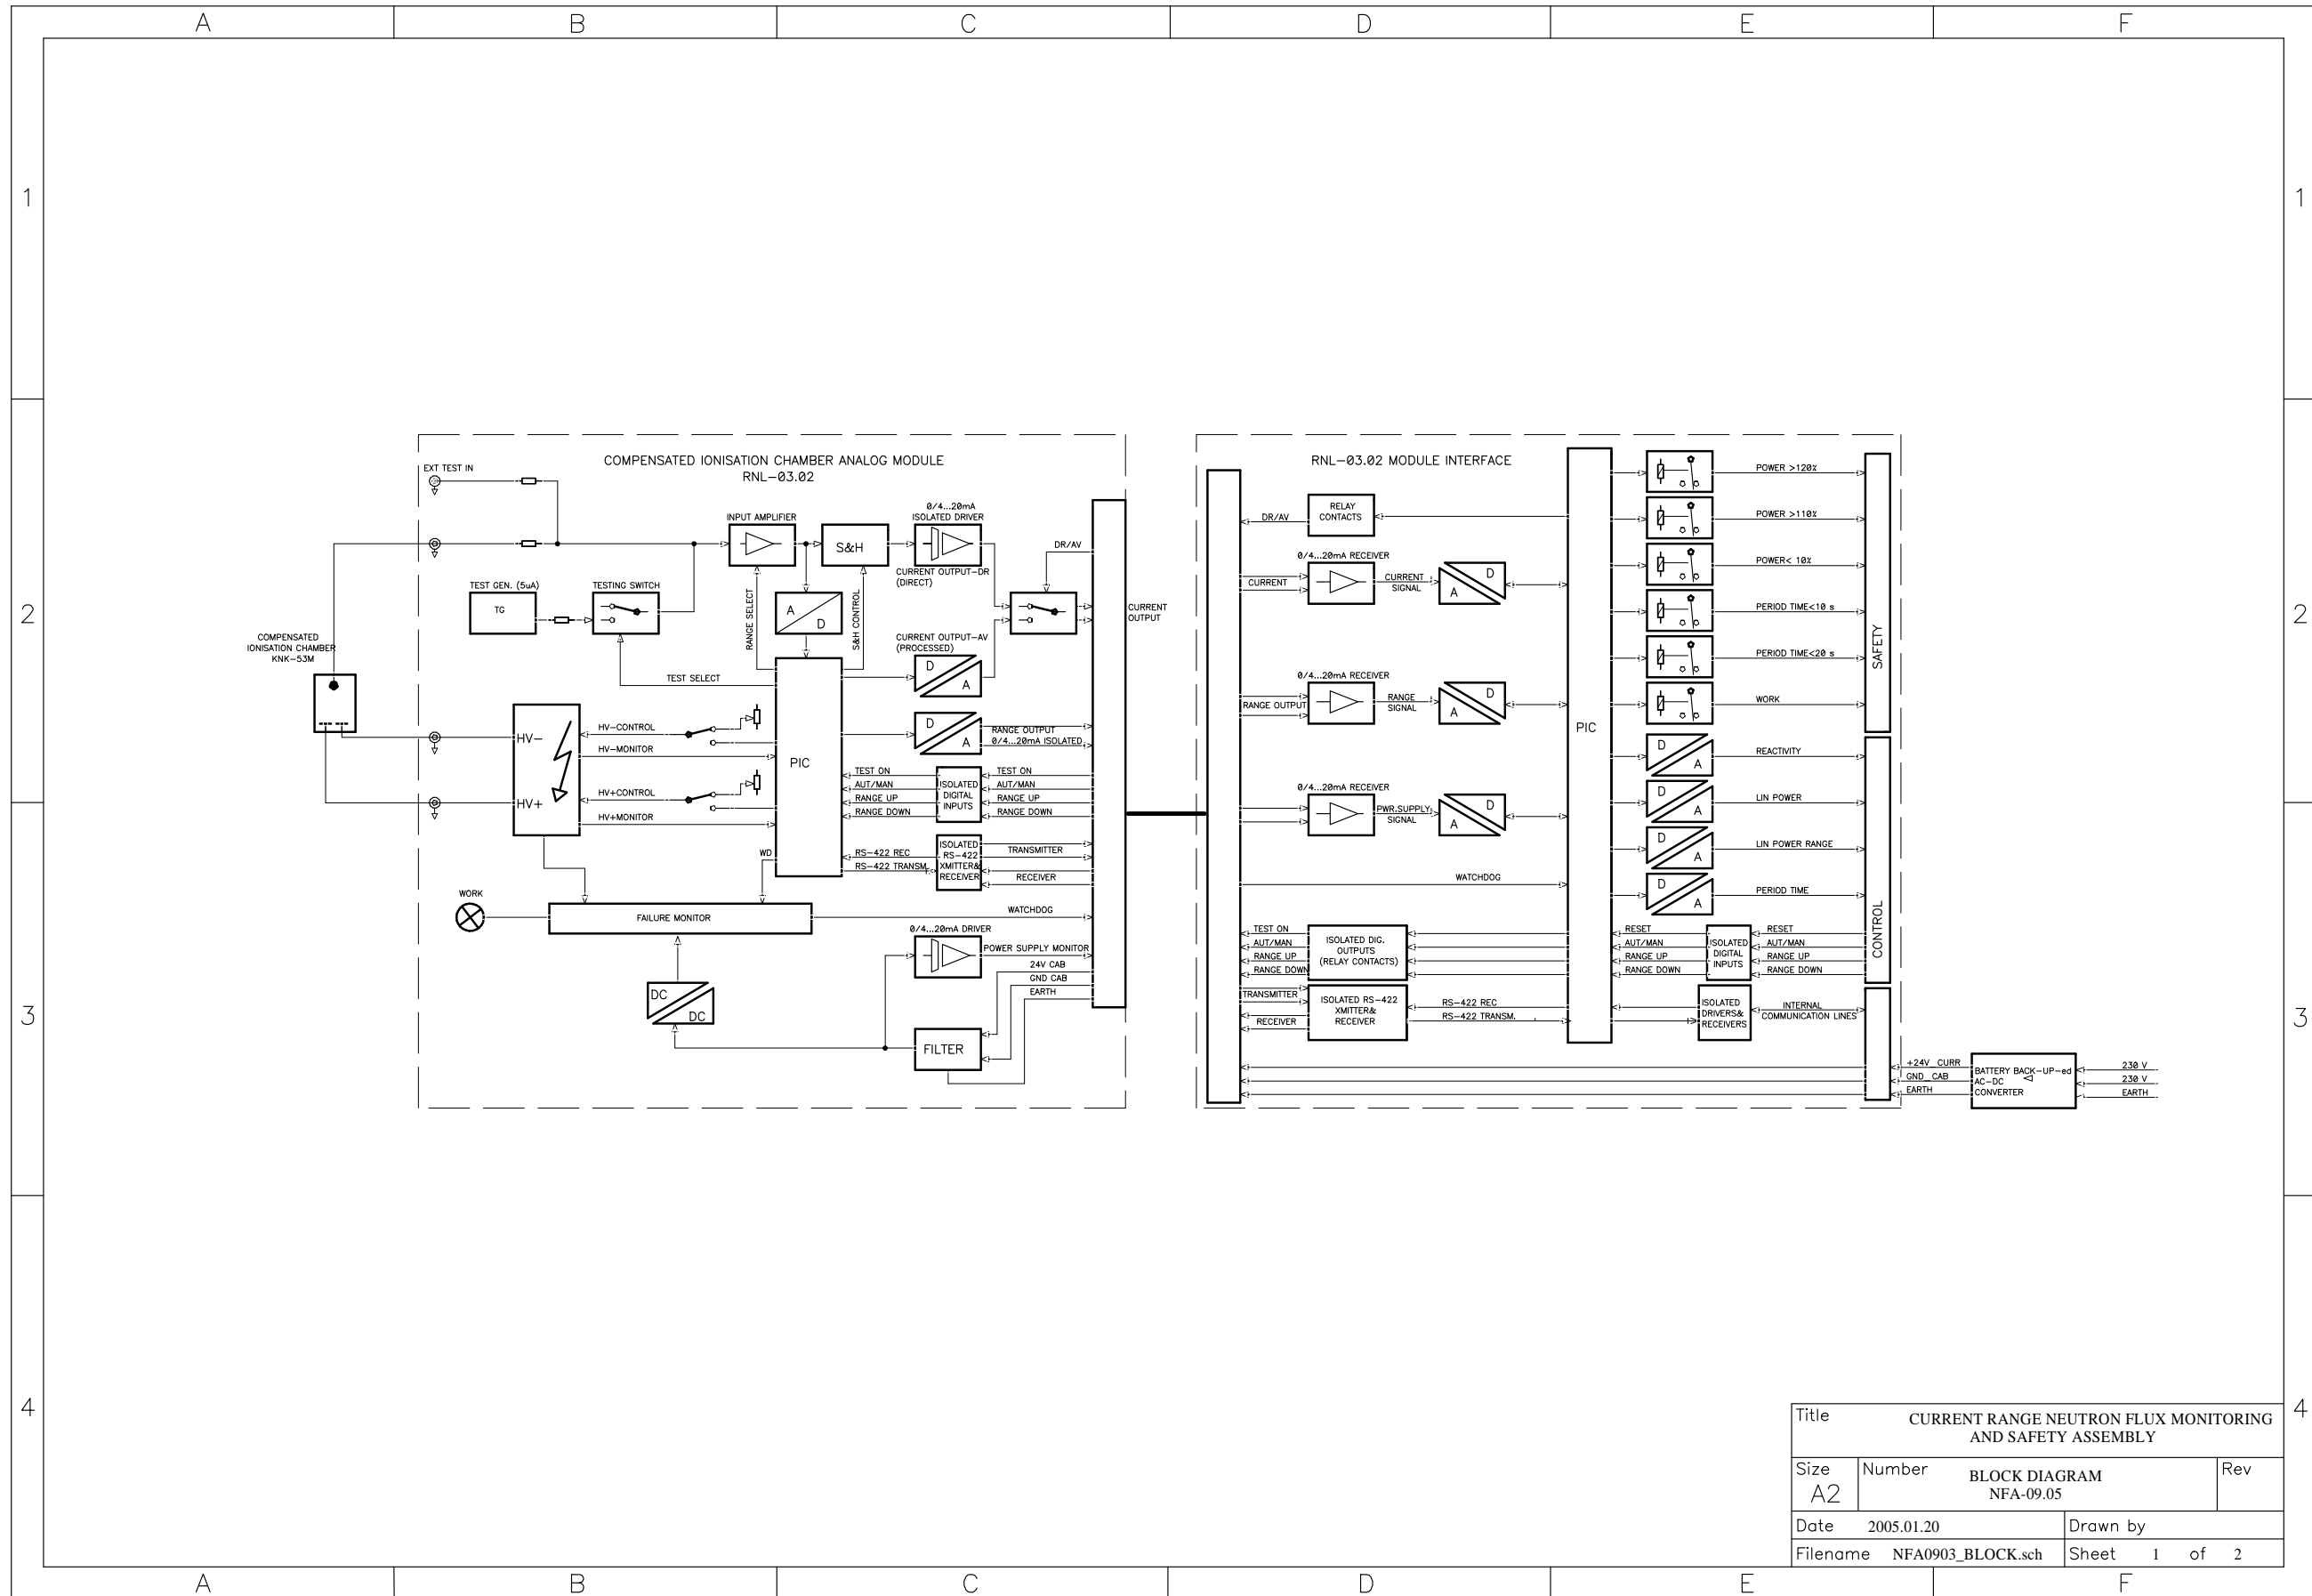 A
B
C
D
E
F
1
1
2
2
3
3
4
4
COMPENSATED IONISATION CHAMBER ANALOG MODULE
RNL-03.02
EXT TEST IN
INPUT AMPLIFIER
0/4...20mA
ISOLATED DRIVER
S&H
CURRENT OUTPUT-DR
(DIRECT)
DR/AV
TEST GEN. (5uA)
TG
TESTING SWITCH
RANGE SELECT
A
D
S&H CONTROL
CURRENT
OUTPUT
COMPENSATED
IONISATION CHAMBER
KNK-53M
CURRENT OUTPUT-AV
(PROCESSED)
D
A
TEST SELECT
HV-
HV-CONTROL
HV-MONITOR
HV+
HV+CONTROL
HV+MONITOR
PIC
D
A
RANGE OUTPUT
0/4...20mA ISOLATED
TEST ON
AUT/MAN
RANGE UP
RANGE DOWN
ISOLATED
DIGITAL
INPUTS
TEST ON
AUT/MAN
RANGE UP
RANGE DOWN
WD
RS-422 REC
RS-422 TRANSM.
ISOLATED
RS-422
XMITTER&
RECEIVER
TRANSMITTER
RECEIVER
WORK
FAILURE MONITOR
WATCHDOG
0/4...20mA DRIVER
POWER SUPPLY MONITOR
24V CAB
GND CAB
EARTH
DC
DC
FILTER
RNL-03.02 MODULE INTERFACE
DR/AV
RELAY
CONTACTS
0/4...20mA RECEIVER
CURRENT
CURRENT
SIGNAL
D
A
0/4...20mA RECEIVER
RANGE OUTPUT
RANGE
SIGNAL
D
A
0/4...20mA RECEIVER
PWR.SUPPLY
SIGNAL
D
A
WATCHDOG
PIC
POWER >120%
POWER >110%
POWER< 10%
PERIOD TIME<10 s
PERIOD TIME<20 s
WORK
SAFETY
D
A
REACTIVITY
D
A
LIN POWER
D
A
LIN POWER RANGE
D
A
PERIOD TIME
CONTROL
TEST ON
AUT/MAN
RANGE UP
RANGE DOWN
ISOLATED DIG.
OUTPUTS
(RELAY CONTACTS)
RESET
AUT/MAN
RANGE UP
RANGE DOWN
ISOLATED
DIGITAL
INPUTS
RESET
AUT/MAN
RANGE UP
RANGE DOWN
TRANSMITTER
RECEIVER
ISOLATED RS-422
XMITTER&
RECEIVER
RS-422 REC
RS-422 TRANSM.
ISOLATED
DRIVERS&
RECEIVERS
INTERNAL
COMMUNICATION LINES
+24V_CURR
GND_CAB
EARTH
BATTERY BACK-UP-ed
AC-DC
CONVERTER
230 V
230 V
EARTH
Title
CURRENT RANGE NEUTRON FLUX MONITORING
AND SAFETY ASSEMBLY
Size
A2
Number
BLOCK DIAGRAM
NFA-09.05
Rev
Date 2005.01.20
Drawn by
Filename NFA0903_BLOCK.sch
Sheet 1 of 2
A
B
C
D
E
F